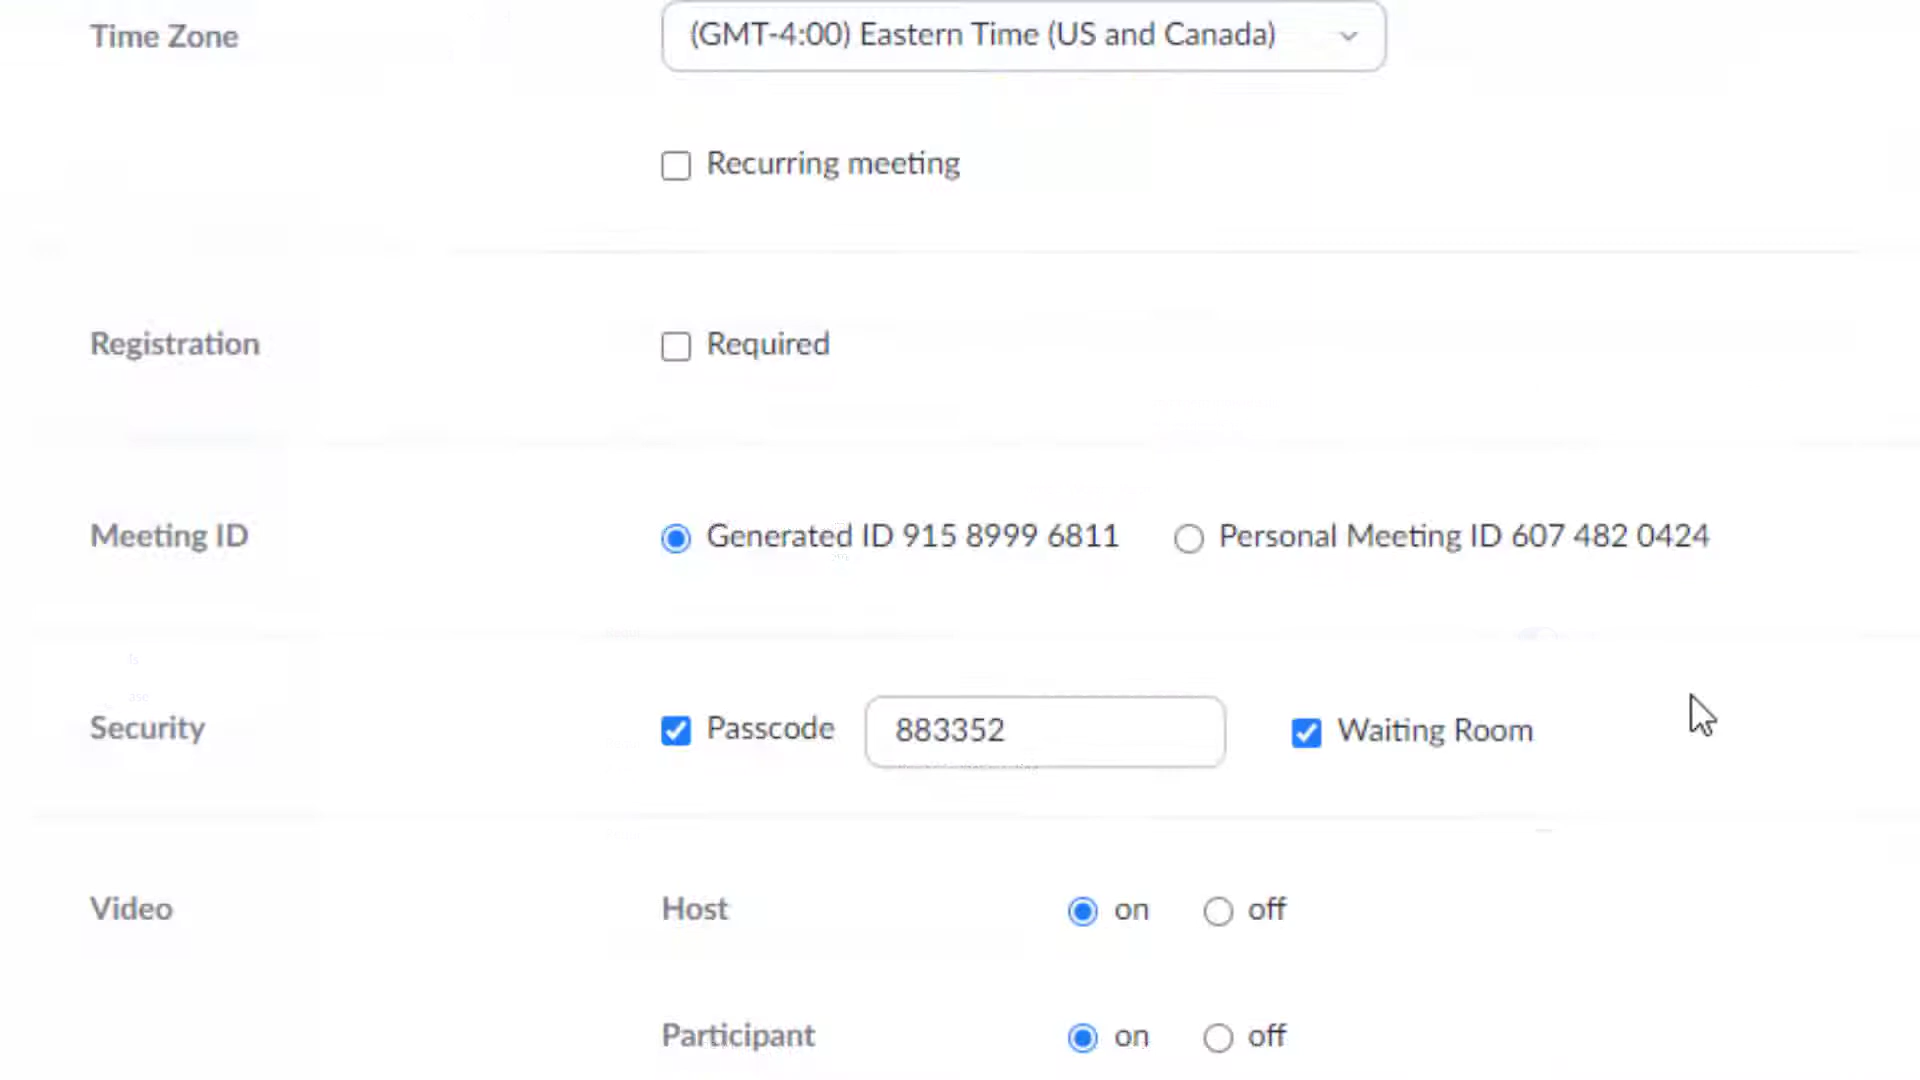 Time Zone (GMT-4:00) Eastern Time (US and Canada)
Recurring meeting
Registration Required
Meeting ID Generated ID 915 8999 6811 Personal Meeting ID 607 482 0424
Security Passcode 883352 Waiting Room
Video Host on off
Participant on off